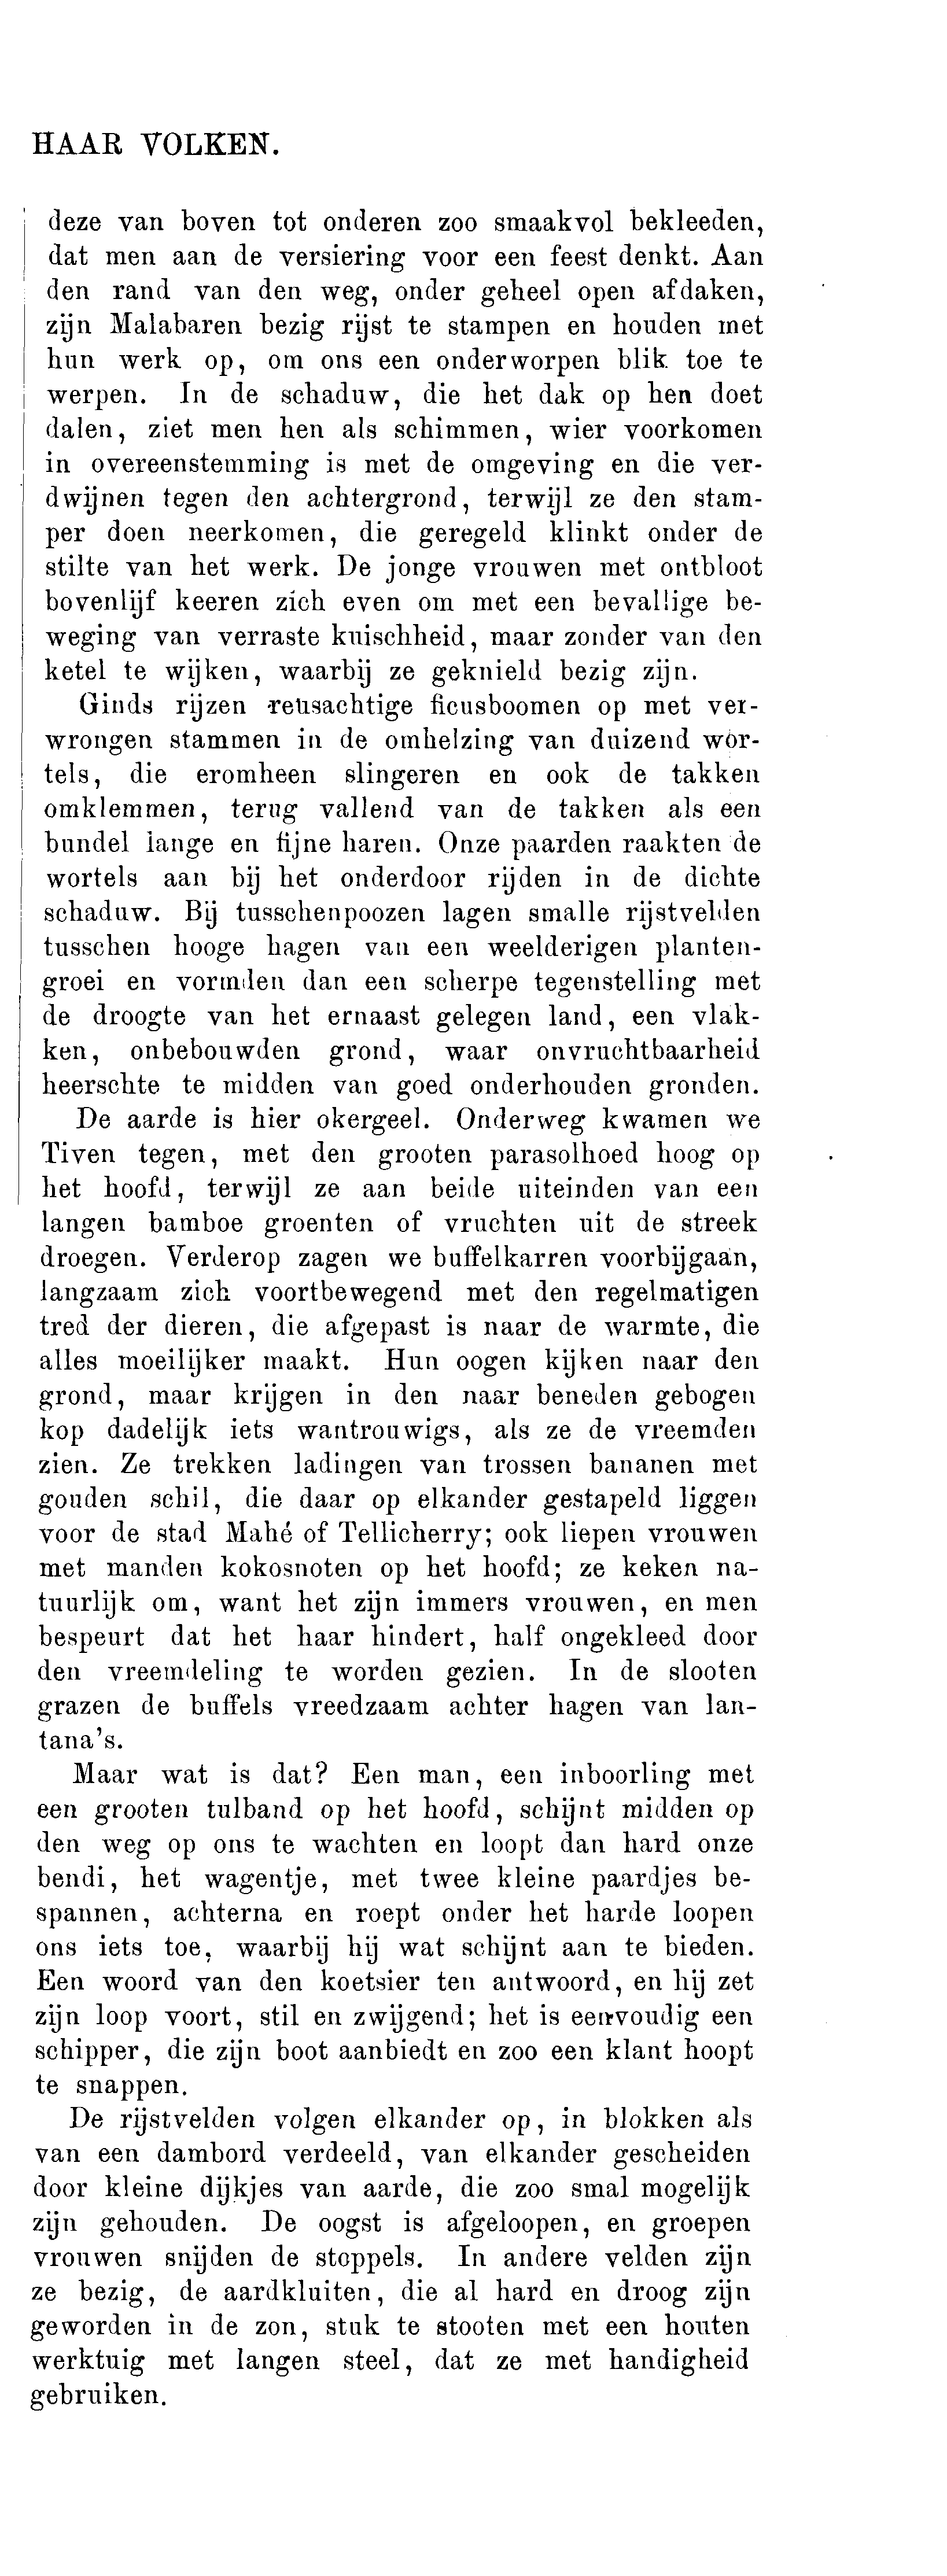 HAAR VOLKEN.
deze van boven tot onderen zoo smaakvol bekleeden,
dat men aan de versiering voor een feest denkt. Aan
den rand van den weg, onder geheel open afdaken,
zijn Malabaren bezig rijst te stampen en houden met
hun werk op, om ons een onderworpen blik toe te
werpen. In de schaduw, die het dak op hen doet
dalen, ziet men hen als schimmen, wier voorkomen
in overeenstemming is met de omgeving en die ver-
dwijnen tegen den achtergrond, terwijl ze den stam-
per doen neerkomen, die geregeld klinkt onder de
stilte van het werk. De jonge vrouwen met ontbloot
bovenlijf keeren zich even om met een bevallige be-
weging van verraste kuischheid, maar zonder van den
ketel te wijken, waarbij ze geknield bezig zijn.
Ginds rijzen reusachtige ficusboomen op met ver-
wrongen stammen in de omhelzing van duizend wor-
tels, die eromheen slingeren en ook de takken
omklemmen, terug vallend van de takken als een
bundel lange en fijne haren. Onze paarden raakten de
wortels aan bij het onderdoor rijden in de dichte
schaduw. Bij tusschenpoozen lagen smalle rijstvelden
tusschen hooge hagen van een weelderigen planten-
groei en vormden dan een scherpe tegenstelling met
de droogte van het ernaast gelegen land, een vlak-
ken, onbebouwden grond, waar onvruchtbaarheid
heerschte te midden van goed onderhouden gronden.
De aarde is hier okergeel. Onderweg kwamen we
Tiven tegen, met den grooten parasolhoed hoog op
het hoofd, terwijl ze aan beide uiteinden van een
langen bamboe groenten of vruchten uit de streek
droegen. Verderop zagen we buffelkarren voorbijgaan,
langzaam zich voortbewegend met den regelmatigen
tred der dieren, die afgepast is naar de warmte, die
alles moeilijker maakt. Hun oogen kijken naar den
grond, maar krijgen in den naar beneden gebogen
kop dadelijk iets wantrouwigs, als ze de vreemden
zien. Ze trekken ladingen van trossen bananen met
gouden schil, die daar op elkander gestapeld liggen
voor de stad Mahé of Tellicherry; ook liepen vrouwen
met manden kokosnoten op het hoofd; ze keken na-
tuurlijk om, want het zijn immers vrouwen, en men
bespeurt dat het haar hindert, half ongekleed door
den vreemdeling te worden gezien. In de slooten
grazen de buffels vreedzaam achter hagen van lan-
tana's.
Maar wat is dat? Een man, een inboorling met
een grooten tulband op het hoofd, schijnt midden op
den weg op ons te wachten en loopt dan hard onze
bendi, het wagentje, met twee kleine paardjes be-
spannen, achterna en roept onder het harde loopen
ons iets toe, waarbij hij wat schijnt aan te bieden.
Een woord van den koetsier ten antwoord, en hij zet
zijn loop voort, stil en zwijgend; het is eenvoudig een
schipper, die zijn boot aanbiedt en zoo een klant hoopt
te snappen.
De rijstvelden volgen elkander op, in blokken als
van een dambord verdeeld, van elkander gescheiden
door kleine dijkjes van aarde, die zoo smal mogelijk
zijn gehouden. De oogst is afgeloopen, en groepen
vrouwen snijden de stoppels. In andere velden zijn
ze bezig, de aardkluiten, die al hard en droog zijn
geworden in de zon, stuk te stooten met een houten
werktuig met langen steel, dat ze met handigheid
gebruiken.